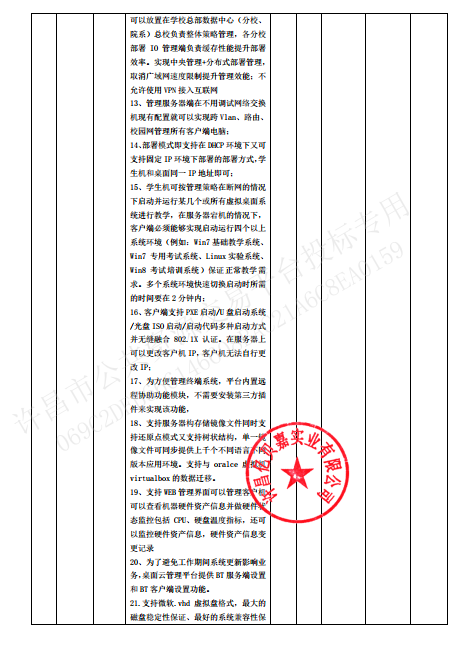 可以放置在学校总部数据中心（分校、
院系）总校负责整体策略管理，各分校
部署 IO 管理端负责缓存性能提升部署
效率。实现中央管理+分布式部署管理，
取消广域网速度限制提升管理效能；不
允许使用VPN接入互联网
13、管理服务器端在不用调试网络交换
机现有配置就可以实现跨 Vlan、路由、
校园网管理所有客户端电脑；
14、部署模式即支持在DHCP环境下又可
支持固定 IP 环境下部署的部署方式，学
生机和桌面同一 IP 地址即可；
15、学生机可按管理策略在断网的情况
下启动并运行某几个或所有虚拟桌面系
统进行教学，在服务器宕机的情况下，
客户端必须能够实现启动运行四个以上
系统环境（例如：Win7 基础教学系统、
Win7 专用考试系统、Linux 实验系统、
Win8 考试培训系统）保证正常教学需
求。多个系统环境快速切换启动时所需
的时间要在 2 分钟内；
16、客户端支持 PXE 启动/U 盘启动系统
/光盘 ISO 启动/启动代码多种启动方式
并无缝融合 802.1X 认证。在服务器上
可以更改客户机 IP，客户机无法自行更
改 IP；
17、为方便管理终端系统，平台内置远
程协助功能模块，不需要安装第三方插
件来实现该功能，
18、支持服务器构存储镜像文件同时支
持还原点模式又支持树状结构，单一镜
像文件可同步提供上千个不同语言不同
版本应用环境。支持与 oralce 虚拟机
virtualbox 的数据迁移。
19、支持 WEB 管理界面可以管理客户机
可以查看机器硬件资产信息并做硬件状
态监控包括 CPU、硬盘温度指标，还可
以监控硬件资产信息，硬件资产信息变
更记录
20、为了避免工作期间系统更新影响业
务，桌面云管理平台提供 BT 服务端设置
和 BT 客户端设置功能。
21.支持微软.vhd 虚拟盘格式，最大的
磁盘稳定性保证、最好的系统兼容性保